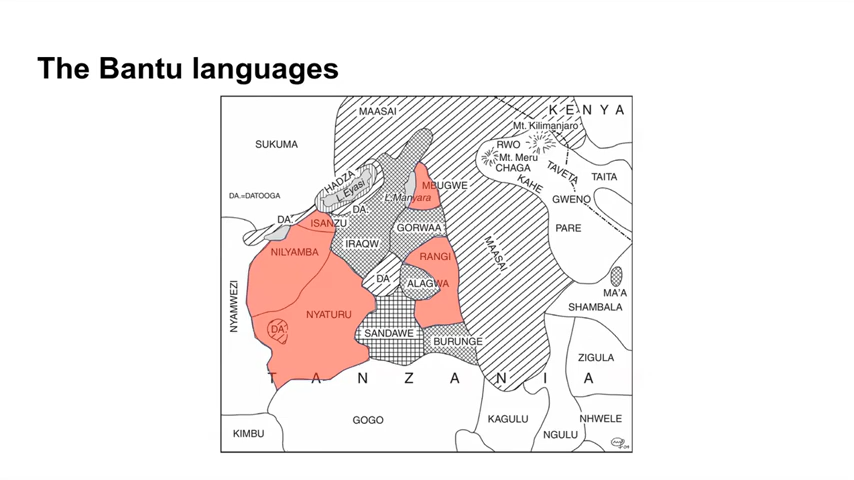 The Bantu languages
KENYA
MAASAI
Mt. Kilimanjaro
SUKUMA
RWO
Mt. Meru
CHAGA
TAVETA
TAITA
KAHE
HADZA
L.Eyasi
MBUGWE
DA.=DATOOGA
L.Manyara
GWENO
DA.
DA.
ISANZU
GORWAA
PARE
IRAQW
MAASAI
NILYAMBA
RANGI
DA
ALAGWA
MA'A
NYAMWEZI
SHAMBALA
NYATURU
DA.
SANDAWE
BURUNGE
ZIGULA
TANZANIA
GOGO
KAGULU
NHWELE
KIMBU
NGULU